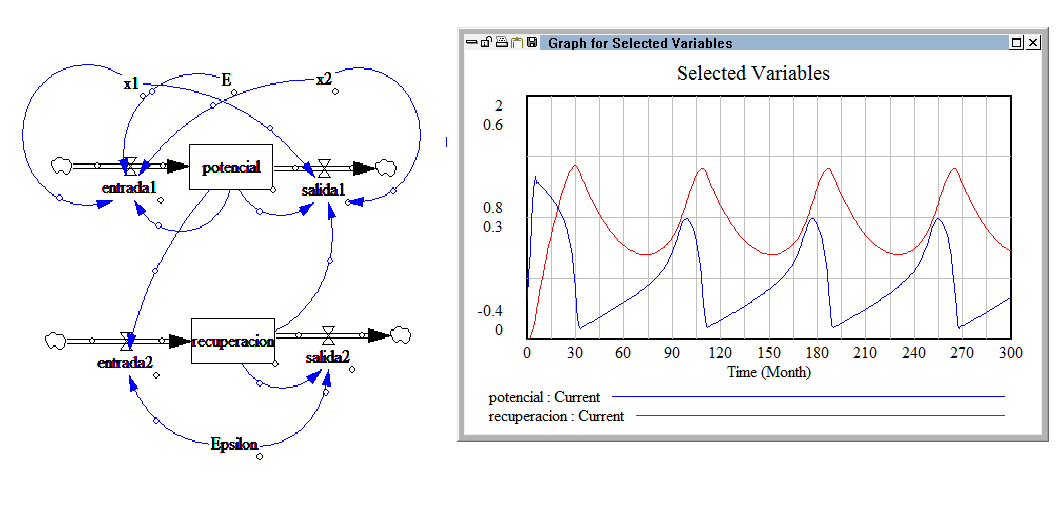 x1
E
x2
potencial
entrada1
salida1
recuperacion
entrada2
salida2
Epsilon
Graph for Selected Variables
Selected Variables
2
0.6
0.8
0.3
-0.4
0
0 30 60 90 120 150 180 210 240 270 300
Time (Month)
potencial : Current
recuperacion : Current